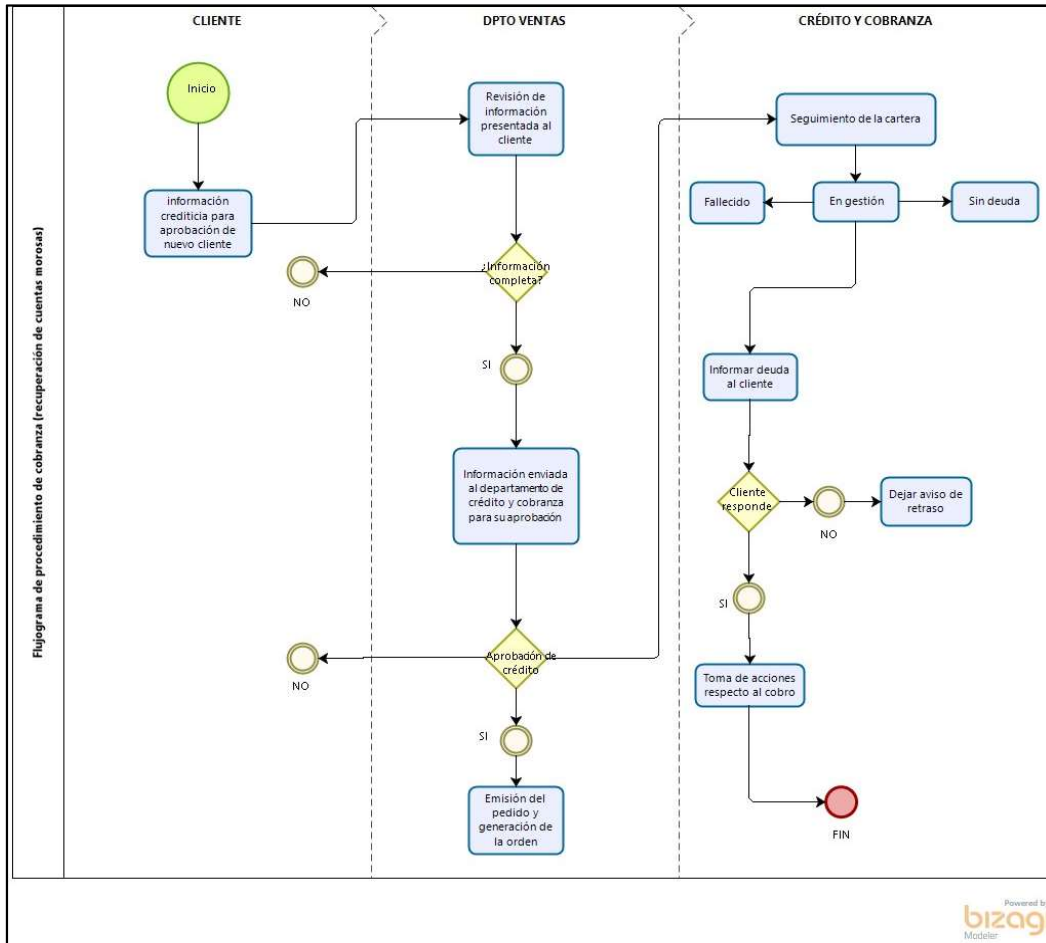 CLIENTE
DPTO VENTAS
CRÉDITO Y COBRANZA
Flujograma de procedimiento de cobranza (recuperación de cuentas morosas)
Inicio
información
crediticia para
aprobación de
nuevo cliente
NO
NO
Revisión de
información
presentada al
cliente
¿Información
completa?
SI
Información enviada
al departamento de
crédito y cobranza
para su aprobación
Aprobación de
crédito
SI
Emisión del
pedido y
generación de
la orden
Seguimiento de la cartera
Fallecido
En gestión
Sin deuda
Informar deuda
al cliente
Cliente
responde
NO
Dejar aviso de
retraso
SI
Toma de acciones
respecto al cobro
FIN
Powered by
bizag
Modeler